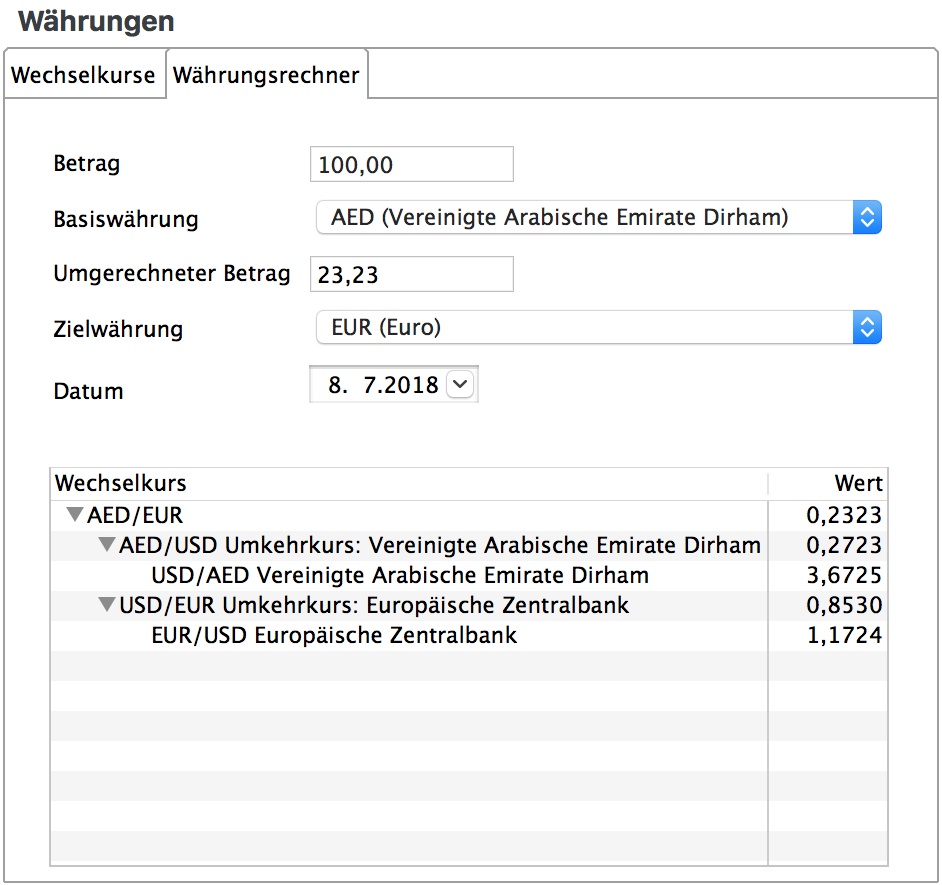 Währungen
Wechselkurse Währungsrechner
Betrag 100,00
Basiswährung AED (Vereinigte Arabische Emirate Dirham)
Umgerechneter Betrag 23,23
Zielwährung EUR (Euro)
Datum 8. 7.2018
Wechselkurs Wert
AED/EUR 0,2323
AED/USD Umkehrkurs: Vereinigte Arabische Emirate Dirham 0,2723
USD/AED Vereinigte Arabische Emirate Dirham 3,6725
USD/EUR Umkehrkurs: Europäische Zentralbank 0,8530
EUR/USD Europäische Zentralbank 1,1724